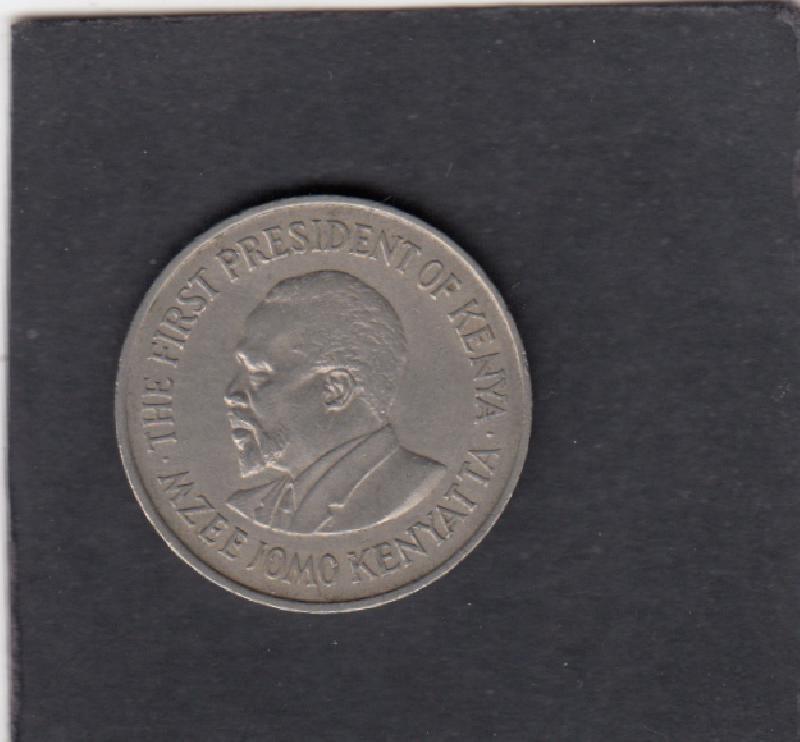 · THE FIRST PRESIDENT OF KENYA ·
MZEE JOMO KENYATTA